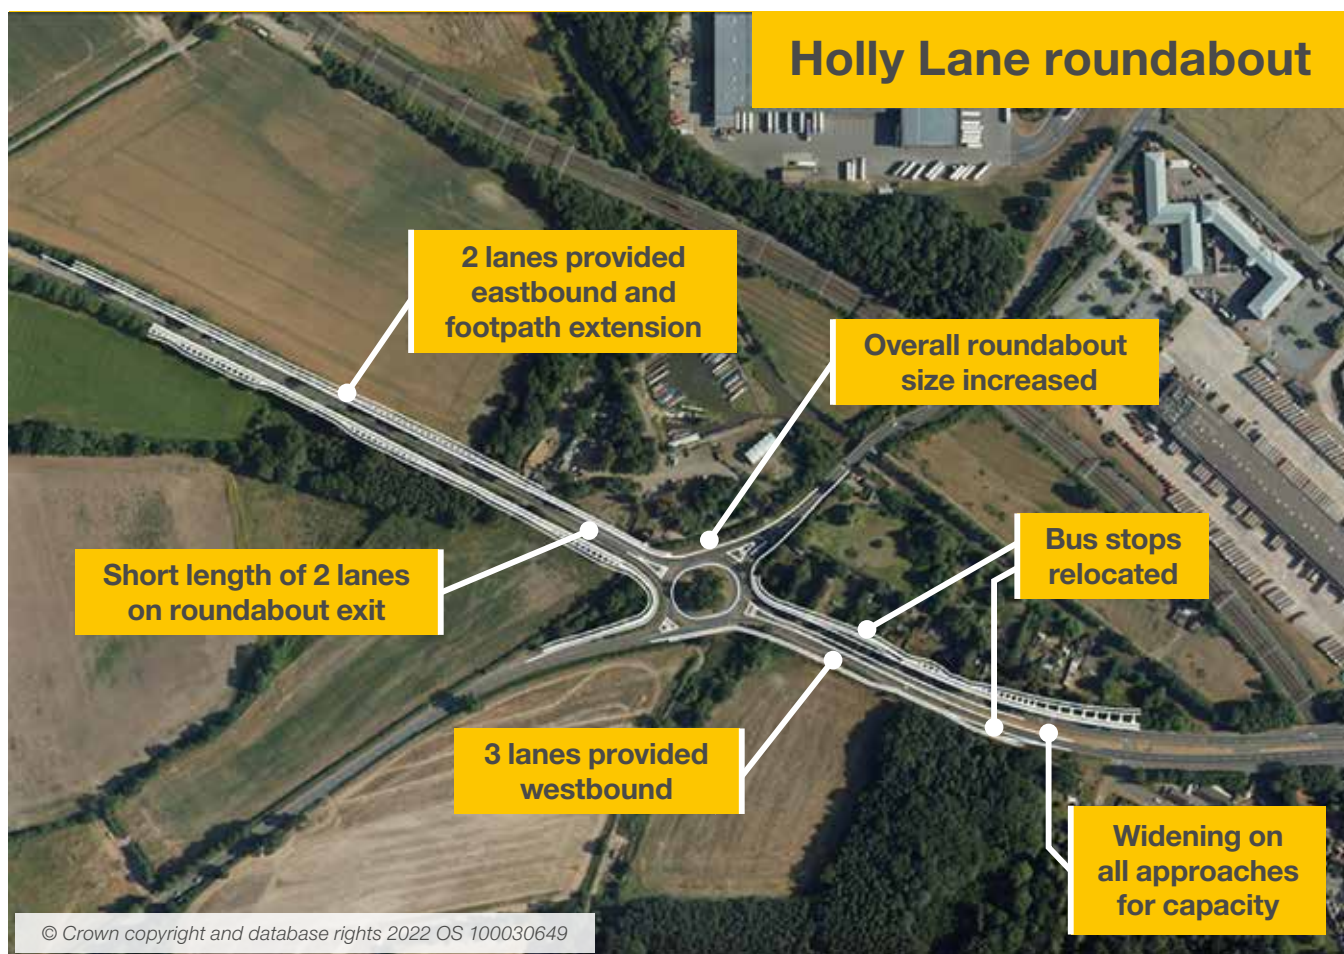 Holly Lane roundabout
2 lanes provided
eastbound and
footpath extension
Overall roundabout
size increased
Short length of 2 lanes
on roundabout exit
Bus stops
relocated
3 lanes provided
westbound
Widening on
all approaches
for capacity
© Crown copyright and database rights 2022 OS 100030649